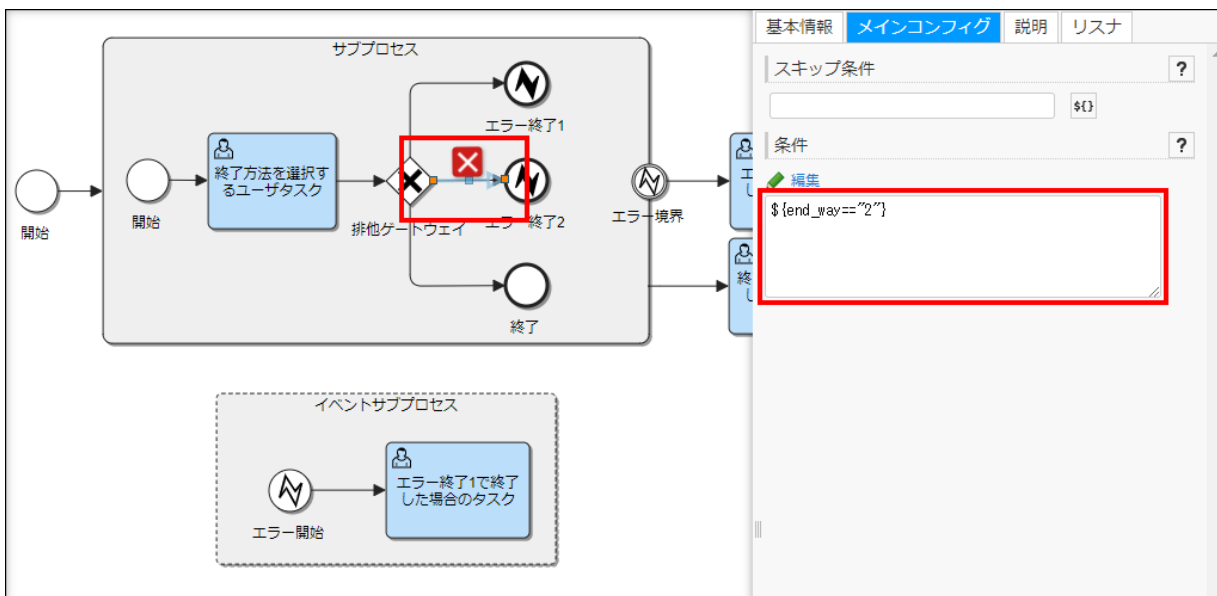 サブプロセス
エラー終了1
終了方法を選択す
るユーザタスク
エラー終了2
開始
開始
排他ゲートウェイ
終了
エラー境界
エ
し
終
し
イベントサブプロセス
エラー終了1で終了
した場合のタスク
エラー開始
基本情報
メインコンフィグ
説明
リスナ
スキップ条件
?
${}
条件
?
編集
${end_way=="2"}